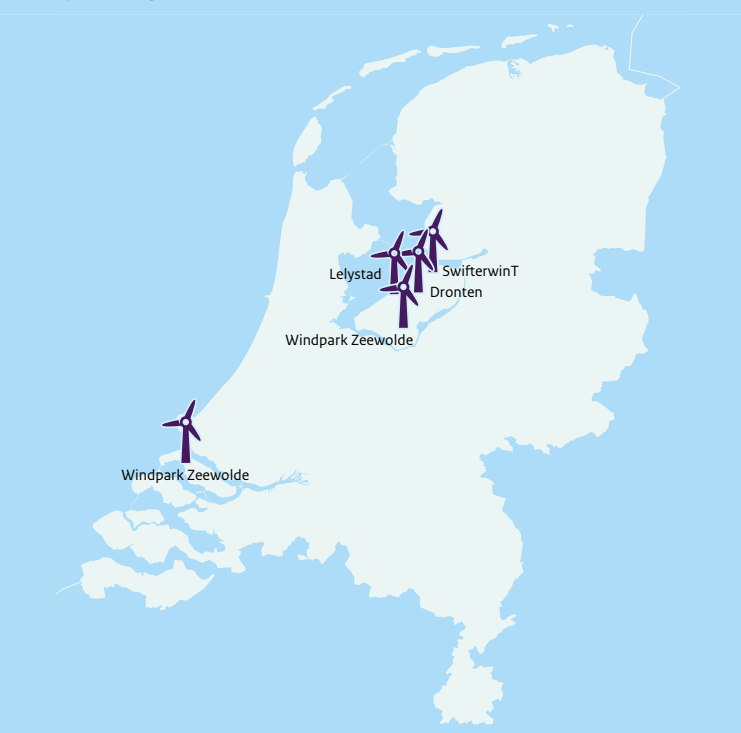 SwifterwinT
Lelystad
Dronten
Windpark Zeewolde
Windpark Zeewolde